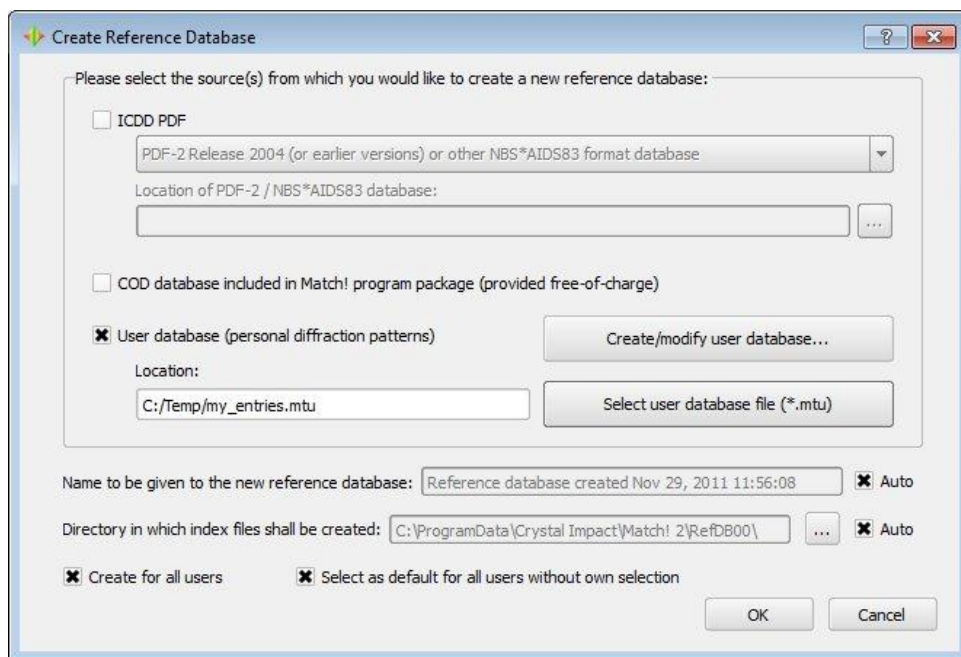 Create Reference Database
Please select the source(s) from which you would like to create a new reference database:
ICDD PDF
PDF-2 Release 2004 (or earlier versions) or other NBS*AIDS83 format database
Location of PDF-2 / NBS*AIDS83 database:
...
COD database included in Match! program package (provided free-of-charge)
User database (personal diffraction patterns)
Create/modify user database...
Location:
C:/Temp/my_entries.mtu
Select user database file (*.mtu)
Name to be given to the new reference database: Reference database created Nov 29, 2011 11:56:08 Auto
Directory in which index files shall be created: C:\ProgramData\Crystal Impact\Match! 2\RefDB00\ ... Auto
Create for all users Select as default for all users without own selection
OK Cancel